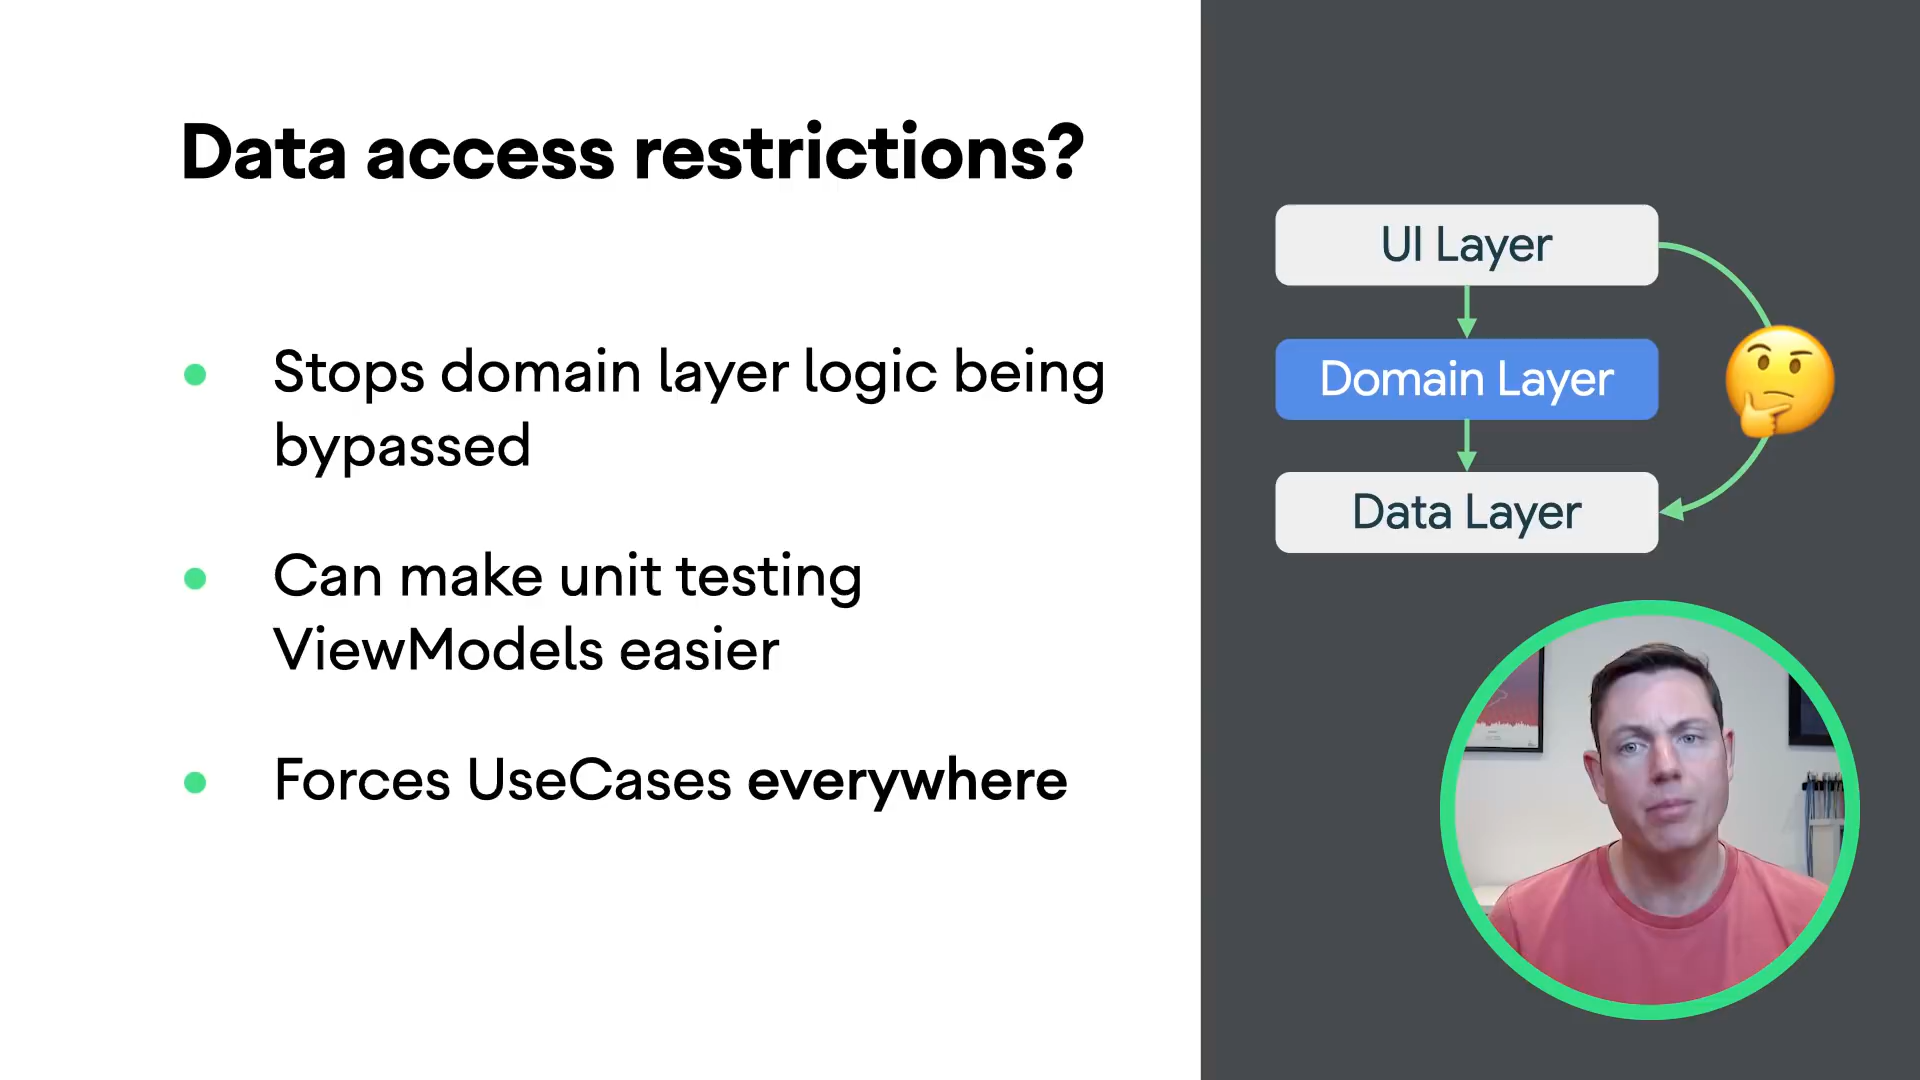 Data access restrictions?
Stops domain layer logic being
bypassed
Can make unit testing
ViewModels easier
Forces UseCases everywhere
UI Layer
Domain Layer
Data Layer